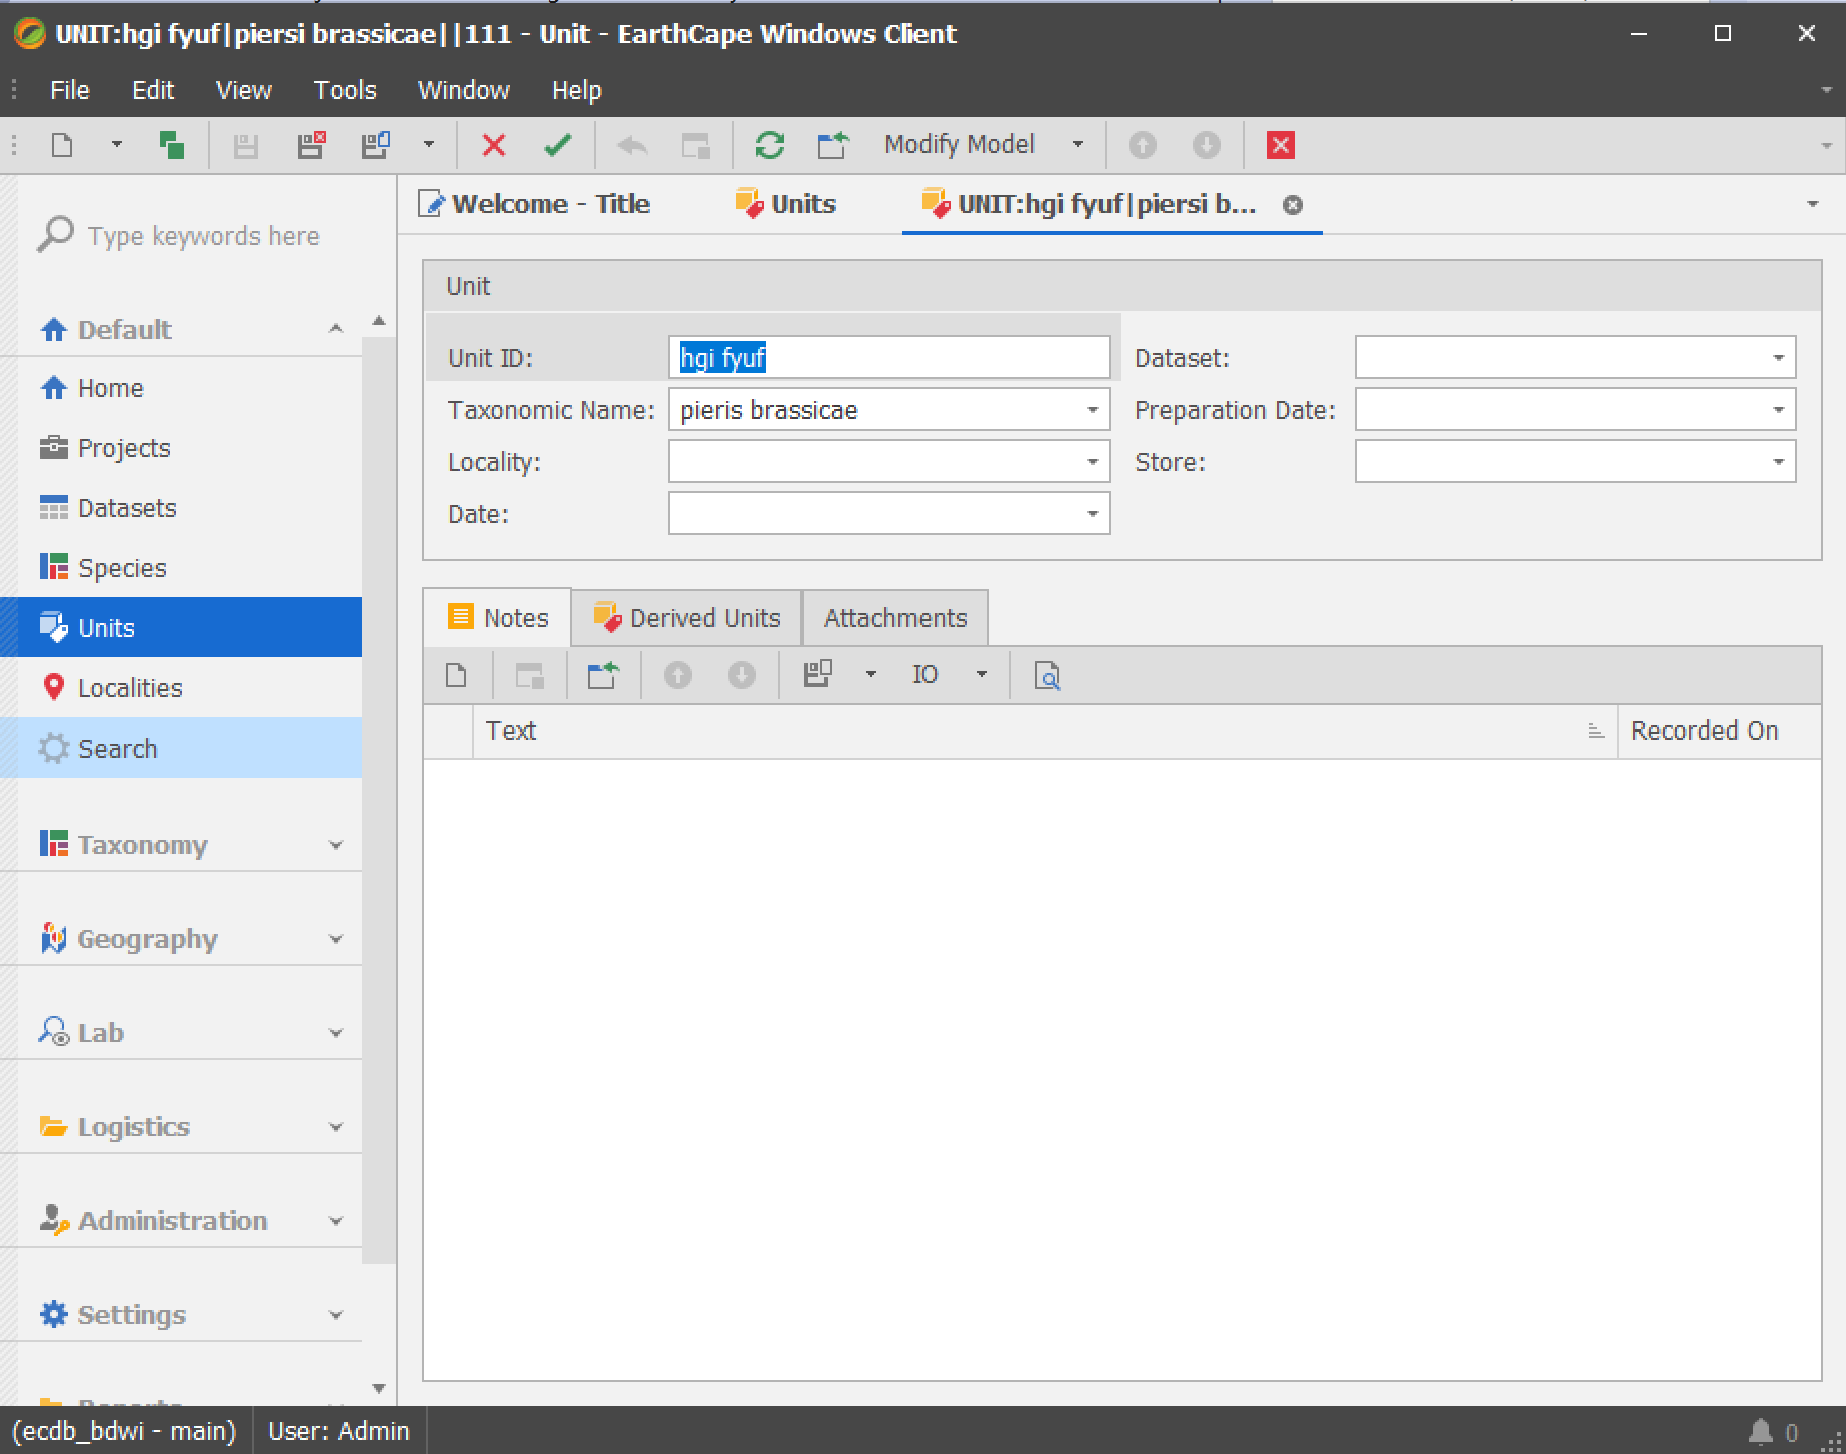 UNIT:hgi fyuf|piersi brassicae||111 - Unit - EarthCape Windows Client
File Edit View Tools Window Help
Modify Model
Type keywords here
Default
Home
Projects
Datasets
Species
Units
Localities
Search
Taxonomy
Geography
Lab
Logistics
Administration
Settings
Reports
Welcome - Title Units UNIT:hgi fyuf|piersi b...
Unit
Unit ID: hgi fyuf Dataset:
Taxonomic Name: pieris brassicae Preparation Date:
Locality: Store:
Date:
Notes Derived Units Attachments
IO
Text Recorded On
(ecdb_bdwi - main) User: Admin 0